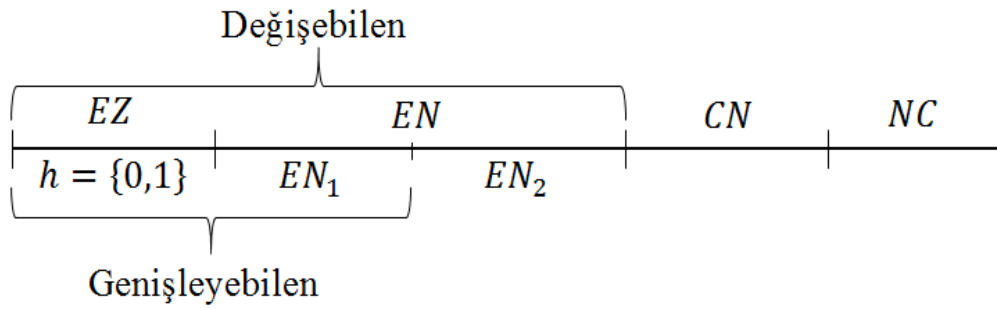 Değişebilen
EZ EN CN NC
h = {0,1} EN₁ EN₂
Genişleyebilen